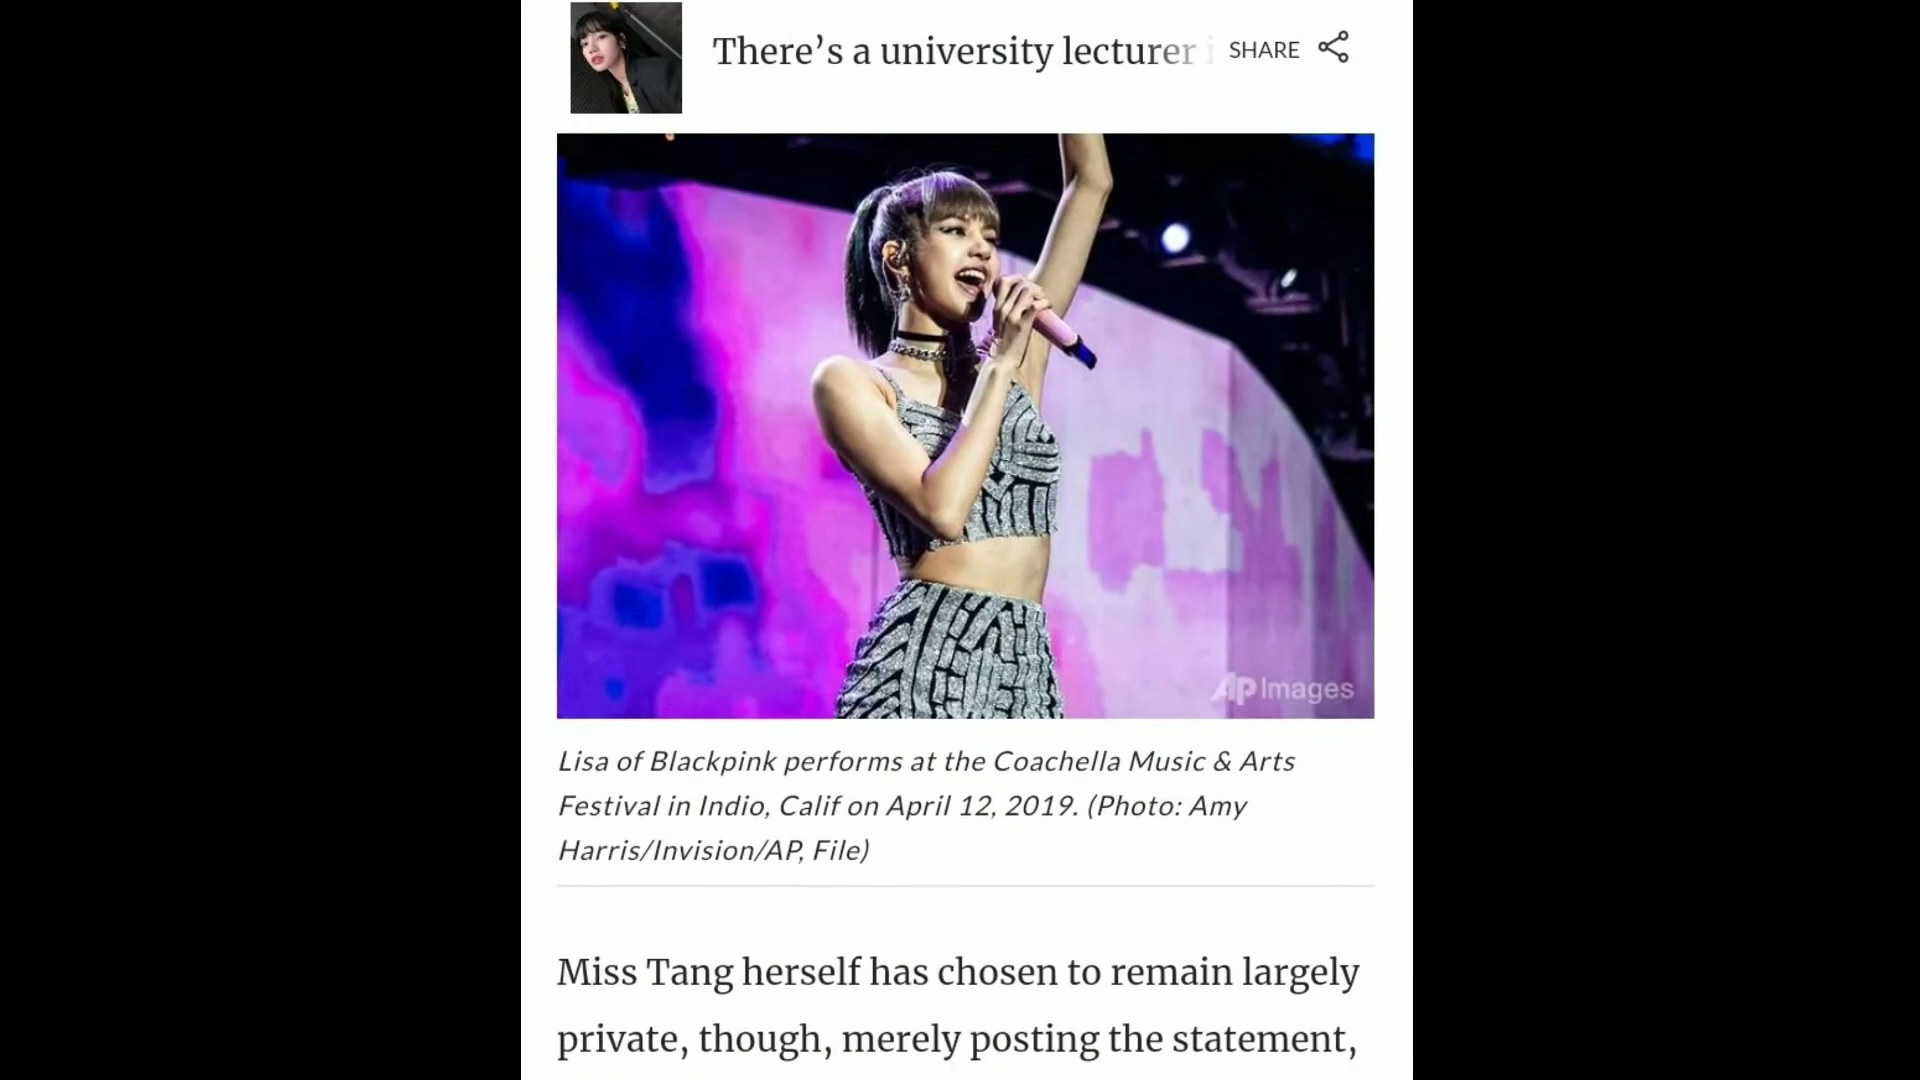 There’s a university lecturer
SHARE
AP Images
Lisa of Blackpink performs at the Coachella Music & Arts
Festival in Indio, Calif on April 12, 2019. (Photo: Amy
Harris/Invision/AP, File)
Miss Tang herself has chosen to remain largely
private, though, merely posting the statement,